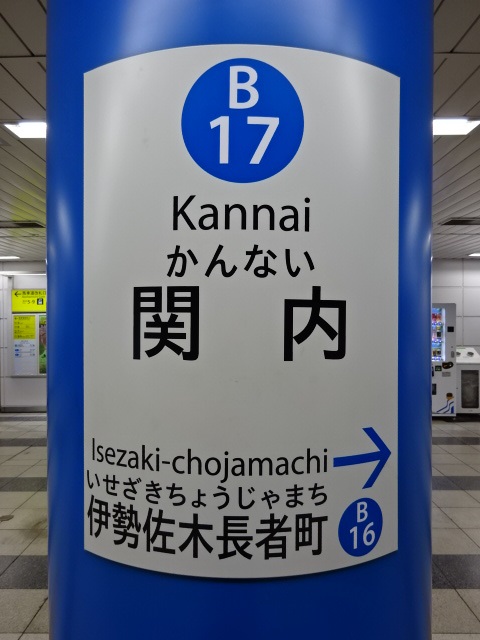 B
17
Kannai
かんない
関内
Isezaki-chojamachi
いせざきちょうじゃまち
伊勢佐木長者町
B
16